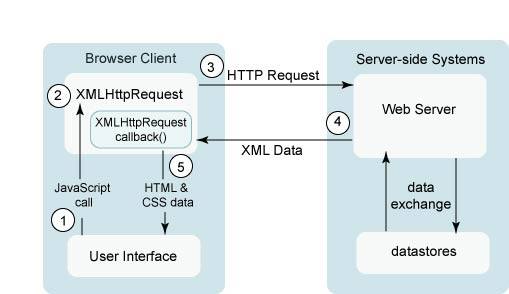 Browser Client
Server-side Systems
3
HTTP Request
2
XMLHttpRequest
Web Server
XMLHttpRequest
callback()
4
XML Data
5
JavaScript
call
HTML &
CSS data
data
exchange
1
User Interface
datastores